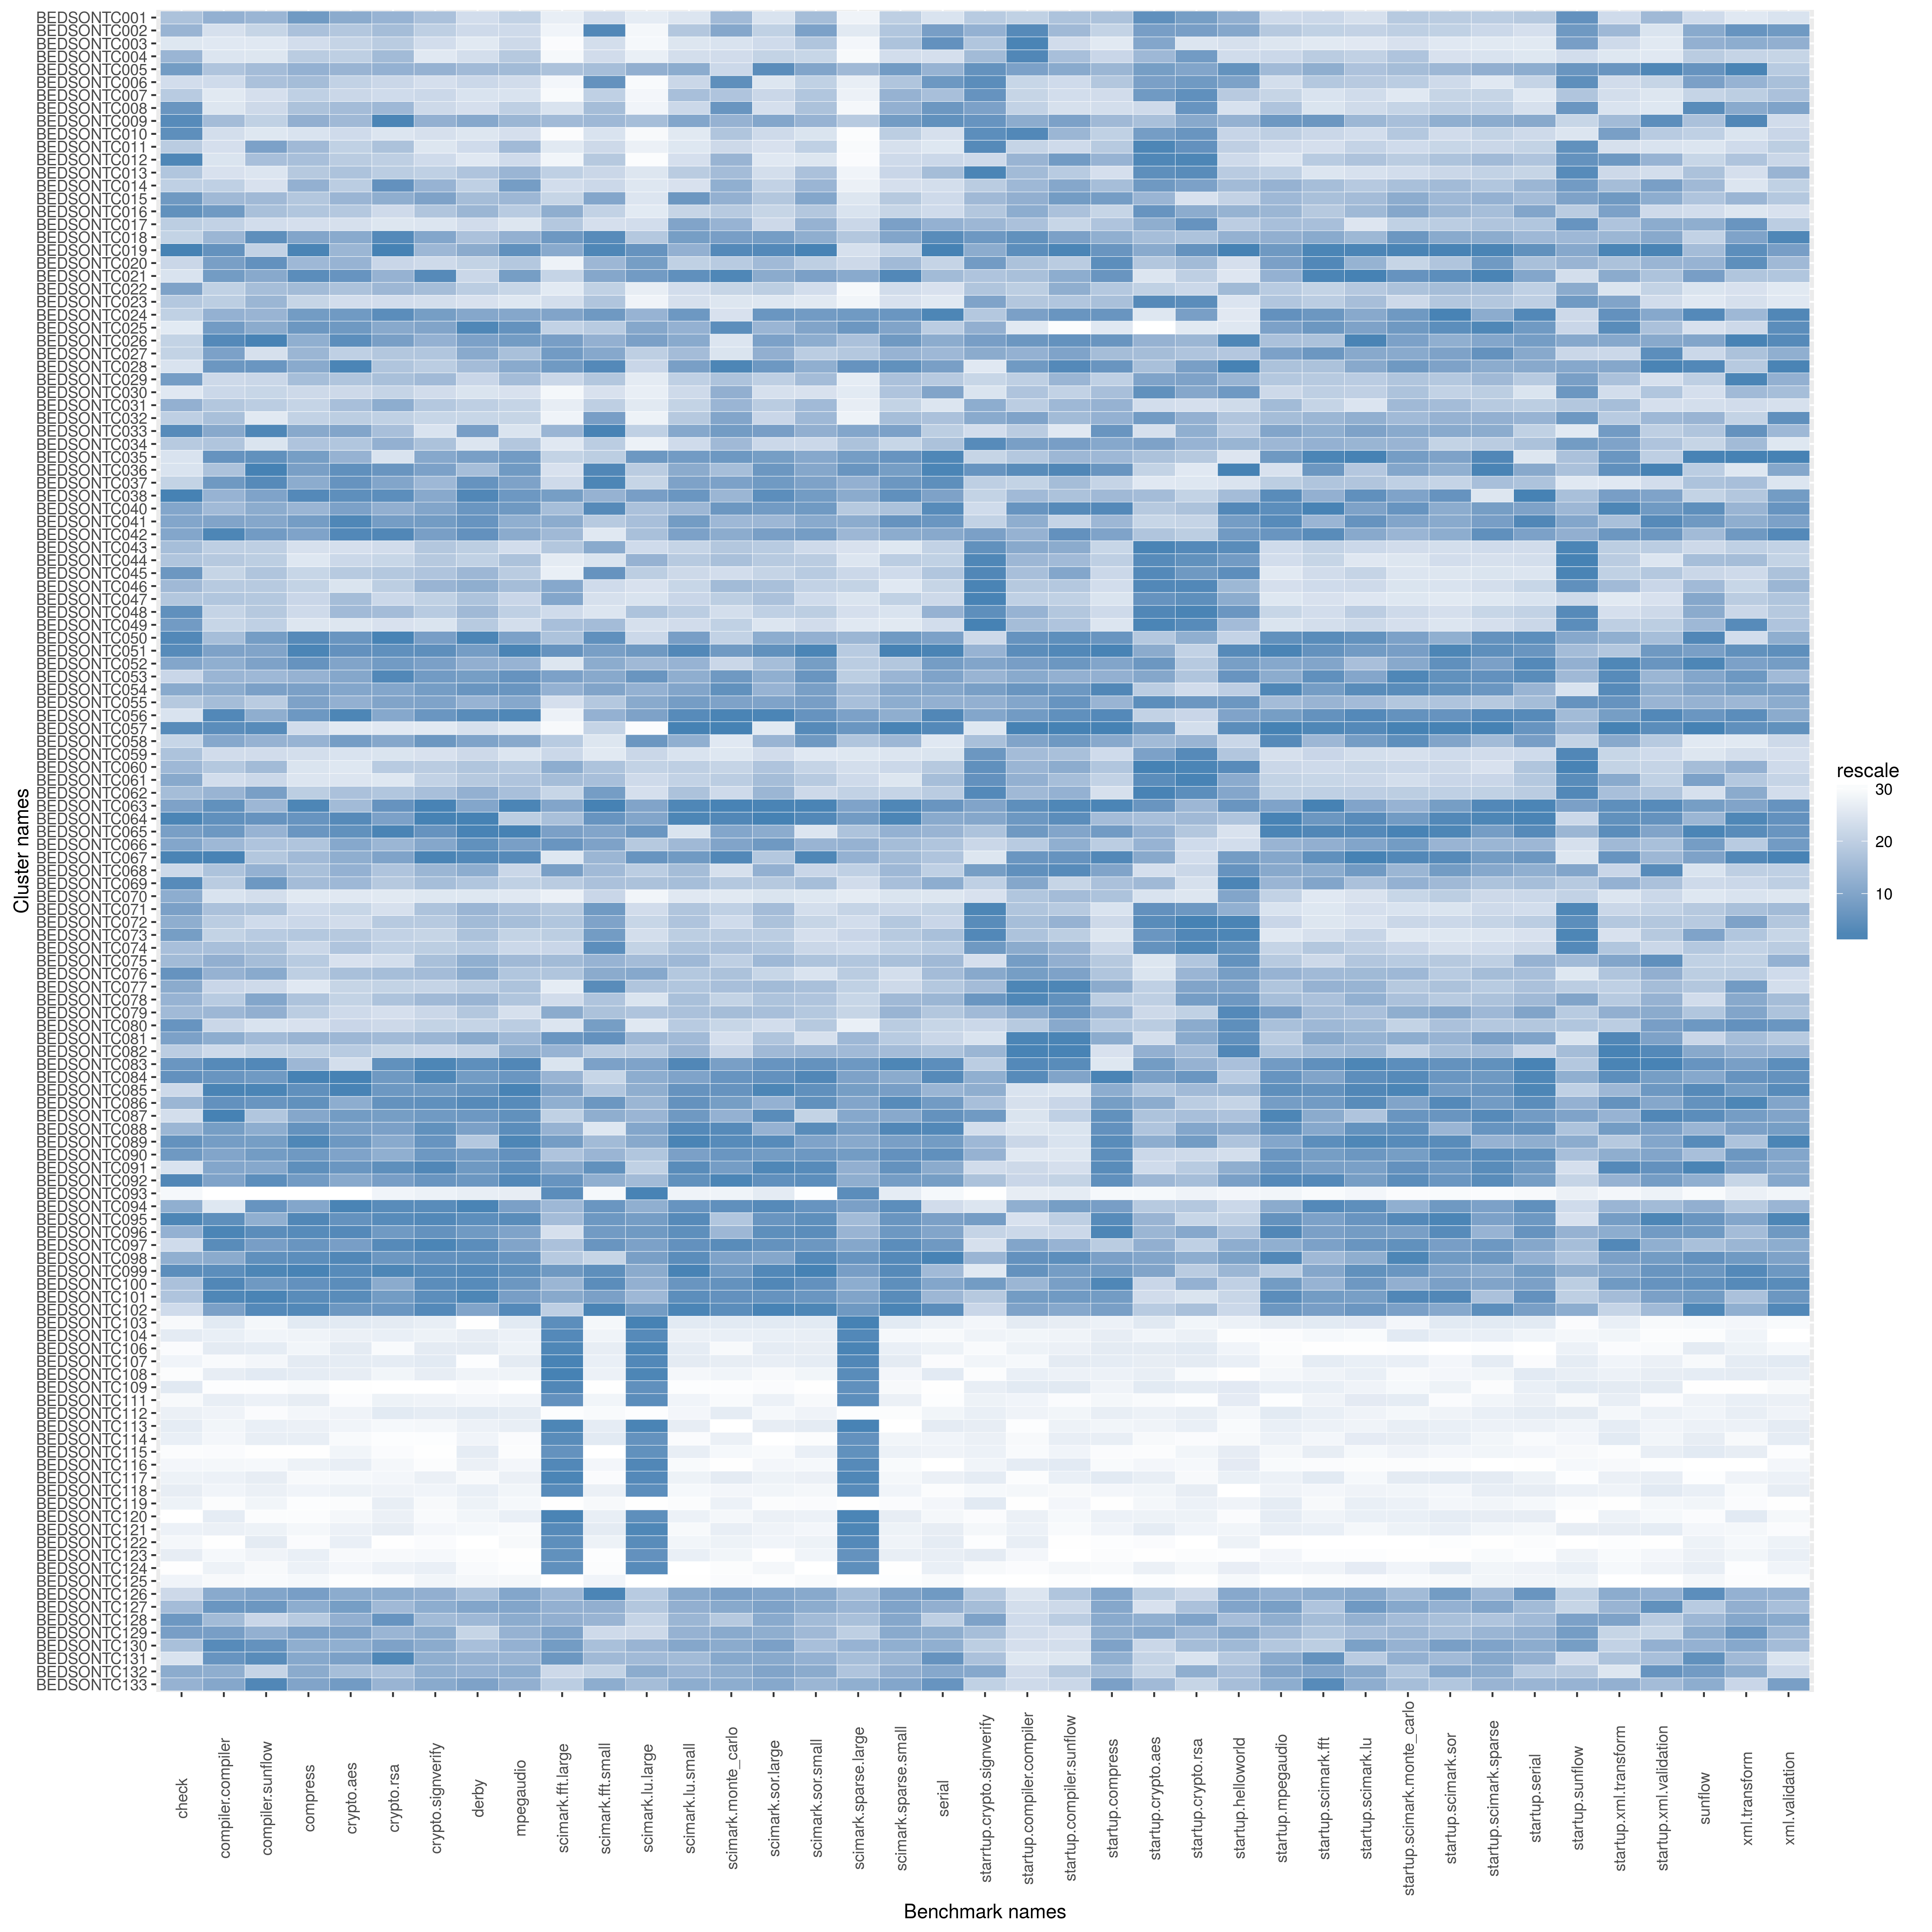 BEDSONTC001
BEDSONTC002
BEDSONTC003
BEDSONTC004
BEDSONTC005
BEDSONTC006
BEDSONTC007
BEDSONTC008
BEDSONTC009
BEDSONTC010
BEDSONTC011
BEDSONTC012
BEDSONTC013
BEDSONTC014
BEDSONTC015
BEDSONTC016
BEDSONTC017
BEDSONTC018
BEDSONTC019
BEDSONTC020
BEDSONTC021
BEDSONTC022
BEDSONTC023
BEDSONTC024
BEDSONTC025
BEDSONTC026
BEDSONTC027
BEDSONTC028
BEDSONTC029
BEDSONTC030
BEDSONTC031
BEDSONTC032
BEDSONTC033
BEDSONTC034
BEDSONTC035
BEDSONTC036
BEDSONTC037
BEDSONTC038
BEDSONTC040
BEDSONTC041
BEDSONTC042
BEDSONTC043
BEDSONTC044
BEDSONTC045
BEDSONTC046
BEDSONTC047
BEDSONTC048
BEDSONTC049
BEDSONTC050
BEDSONTC051
BEDSONTC052
BEDSONTC053
BEDSONTC054
BEDSONTC055
BEDSONTC056
BEDSONTC057
BEDSONTC058
BEDSONTC059
BEDSONTC060
BEDSONTC061
BEDSONTC062
BEDSONTC063
BEDSONTC064
BEDSONTC065
BEDSONTC066
BEDSONTC067
BEDSONTC068
BEDSONTC069
BEDSONTC070
BEDSONTC071
BEDSONTC072
BEDSONTC073
BEDSONTC074
BEDSONTC075
BEDSONTC076
BEDSONTC077
BEDSONTC078
BEDSONTC079
BEDSONTC080
BEDSONTC081
BEDSONTC082
BEDSONTC083
BEDSONTC084
BEDSONTC085
BEDSONTC086
BEDSONTC087
BEDSONTC088
BEDSONTC089
BEDSONTC090
BEDSONTC091
BEDSONTC092
BEDSONTC093
BEDSONTC094
BEDSONTC095
BEDSONTC096
BEDSONTC097
BEDSONTC098
BEDSONTC099
BEDSONTC100
BEDSONTC101
BEDSONTC102
BEDSONTC103
BEDSONTC104
BEDSONTC106
BEDSONTC107
BEDSONTC108
BEDSONTC109
BEDSONTC111
BEDSONTC112
BEDSONTC113
BEDSONTC114
BEDSONTC115
BEDSONTC116
BEDSONTC117
BEDSONTC118
BEDSONTC119
BEDSONTC120
BEDSONTC121
BEDSONTC122
BEDSONTC123
BEDSONTC124
BEDSONTC125
BEDSONTC126
BEDSONTC127
BEDSONTC128
BEDSONTC129
BEDSONTC130
BEDSONTC131
BEDSONTC132
BEDSONTC133
Cluster names
check
compiler.compiler
compiler.sunflow
compress
crypto.aes
crypto.rsa
crypto.signverify
derby
mpegaudio
scimark.fft.large
scimark.fft.small
scimark.lu.large
scimark.lu.small
scimark.monte_carlo
scimark.sor.large
scimark.sor.small
scimark.sparse.large
scimark.sparse.small
serial
starrtup.crypto.signverify
startup.compiler.compiler
startup.compiler.sunflow
startup.compress
startup.crypto.aes
startup.crypto.rsa
startup.helloworld
startup.mpegaudio
startup.scimark.fft
startup.scimark.lu
startup.scimark.monte_carlo
startup.scimark.sor
startup.scimark.sparse
startup.serial
startup.sunflow
startup.xml.transform
startup.xml.validation
sunflow
xml.transform
xml.validation
Benchmark names
rescale
30
20
10